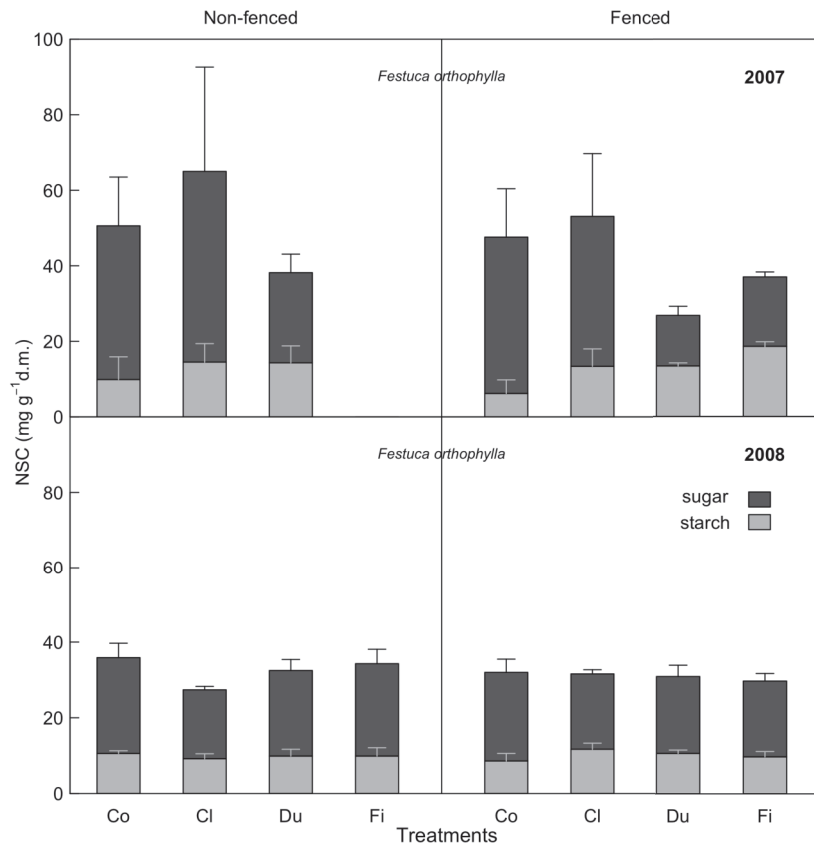 Non-fenced Fenced
100
Festuca orthophylla 2007
80
60
40
20
0
Festuca orthophylla 2008
80
sugar
starch
60
40
20
0
NSC (mg g⁻¹d.m.)
Co Cl Du Fi Co Cl Du Fi
Treatments